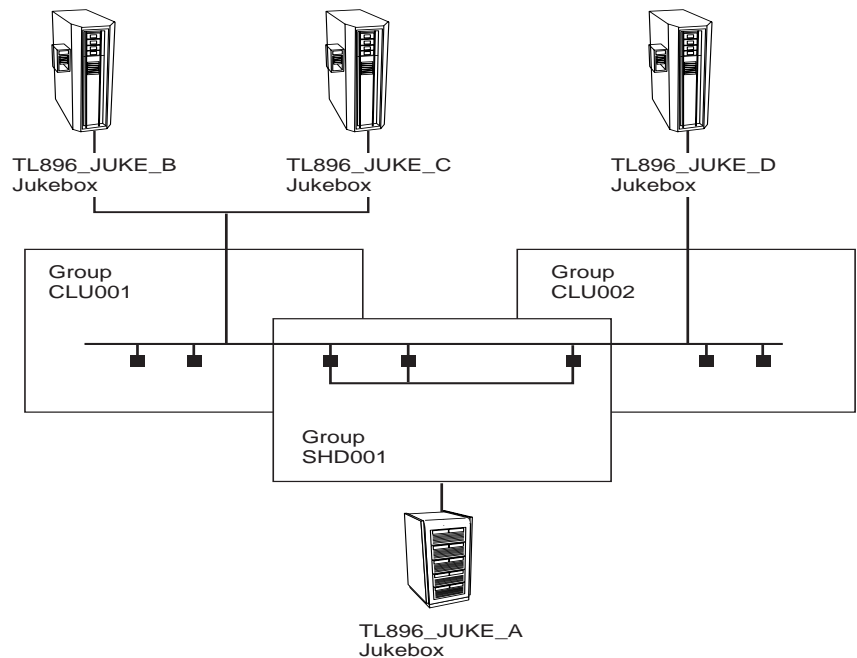 TL896_JUKE_B
Jukebox
TL896_JUKE_C
Jukebox
TL896_JUKE_D
Jukebox
Group
CLU001
Group
CLU002
Group
SHD001
TL896_JUKE_A
Jukebox